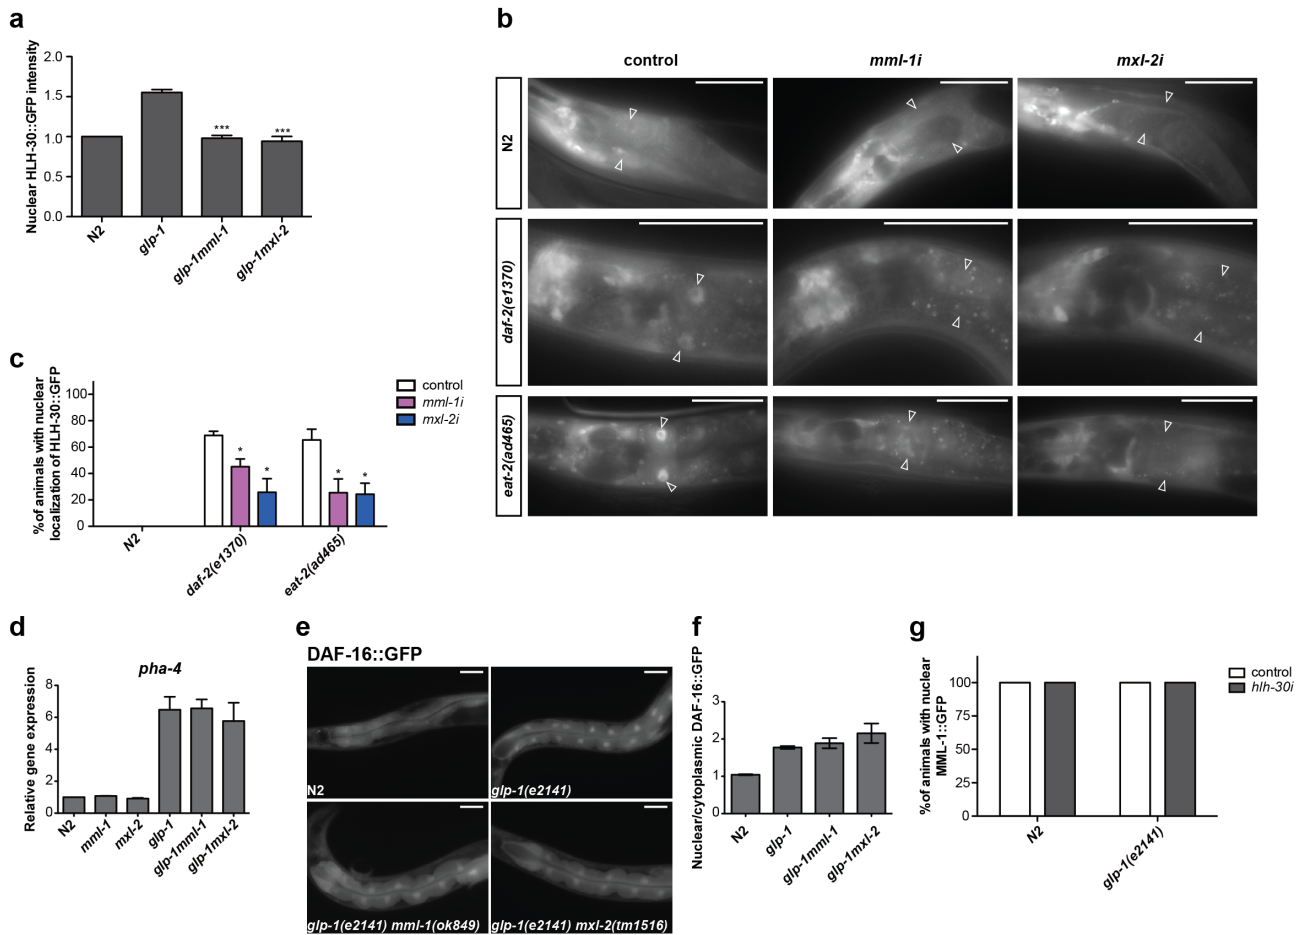 a
Nuclear HLH-30::GFP intensity
2.0
1.5
1.0
0.5
0.0
***
***
N2
glp-1
glp-1mml-1
glp-1mxl-2
b
control
mml-1i
mxl-2i
N2
daf-2(e1370)
eat-2(ad465)
c
%of animals with nuclear
localization of HLH-30::GFP
100
80
60
40
20
0
*
*
*
*
control
mml-1i
mxl-2i
N2
daf-2(e1370)
eat-2(ad465)
d
pha-4
Relative gene expression
8
6
4
2
0
N2
mml-1
mxl-2
glp-1
glp-1mml-1
glp-1mxl-2
e
DAF-16::GFP
N2
glp-1(e2141)
glp-1(e2141) mml-1(ok849)
glp-1(e2141) mxl-2(tm1516)
f
Nuclear/cytoplasmic DAF-16::GFP
3
2
1
0
N2
glp-1
glp-1mml-1
glp-1mxl-2
g
%of animals with nuclear
MML-1::GFP
100
75
50
25
0
control
hlh-30i
N2
glp-1(e2141)